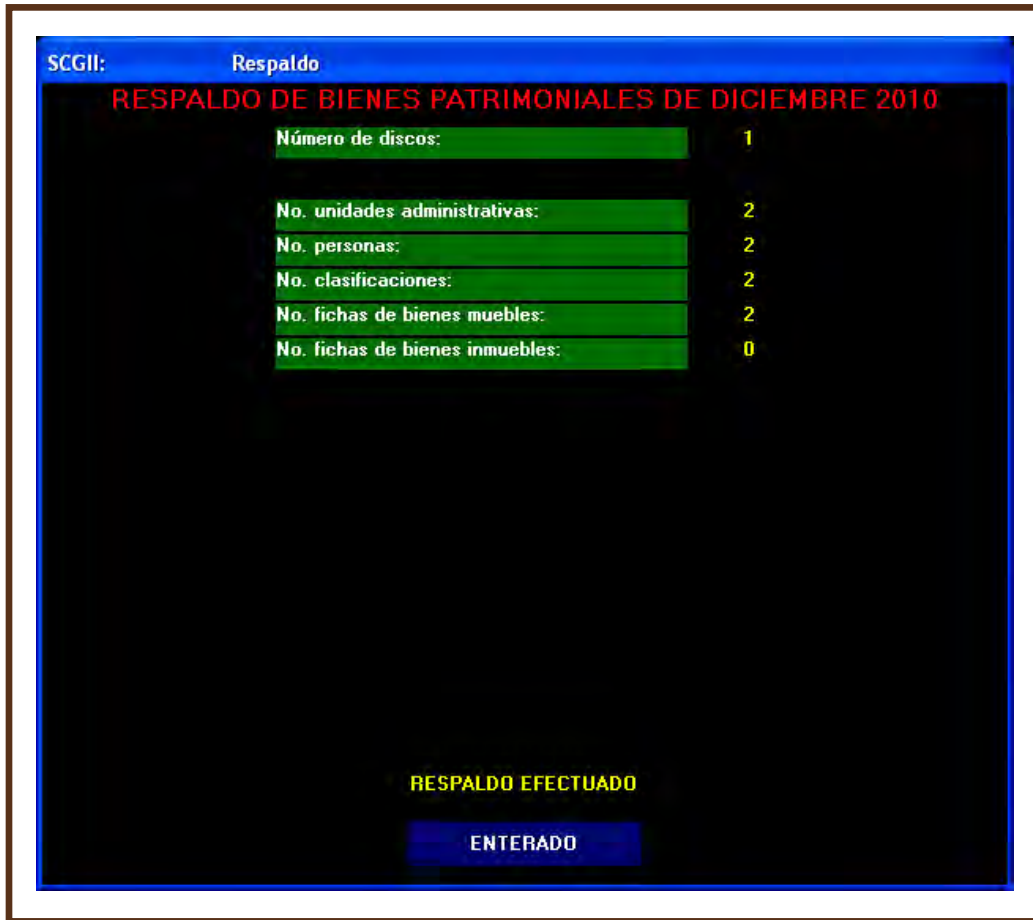 SCGII: Respaldo
RESPALDO DE BIENES PATRIMONIALES DE DICIEMBRE 2010
Número de discos: 1
No. unidades administrativas: 2
No. personas: 2
No. clasificaciones: 2
No. fichas de bienes muebles: 2
No. fichas de bienes inmuebles: 0
RESPALDO EFECTUADO
ENTERADO